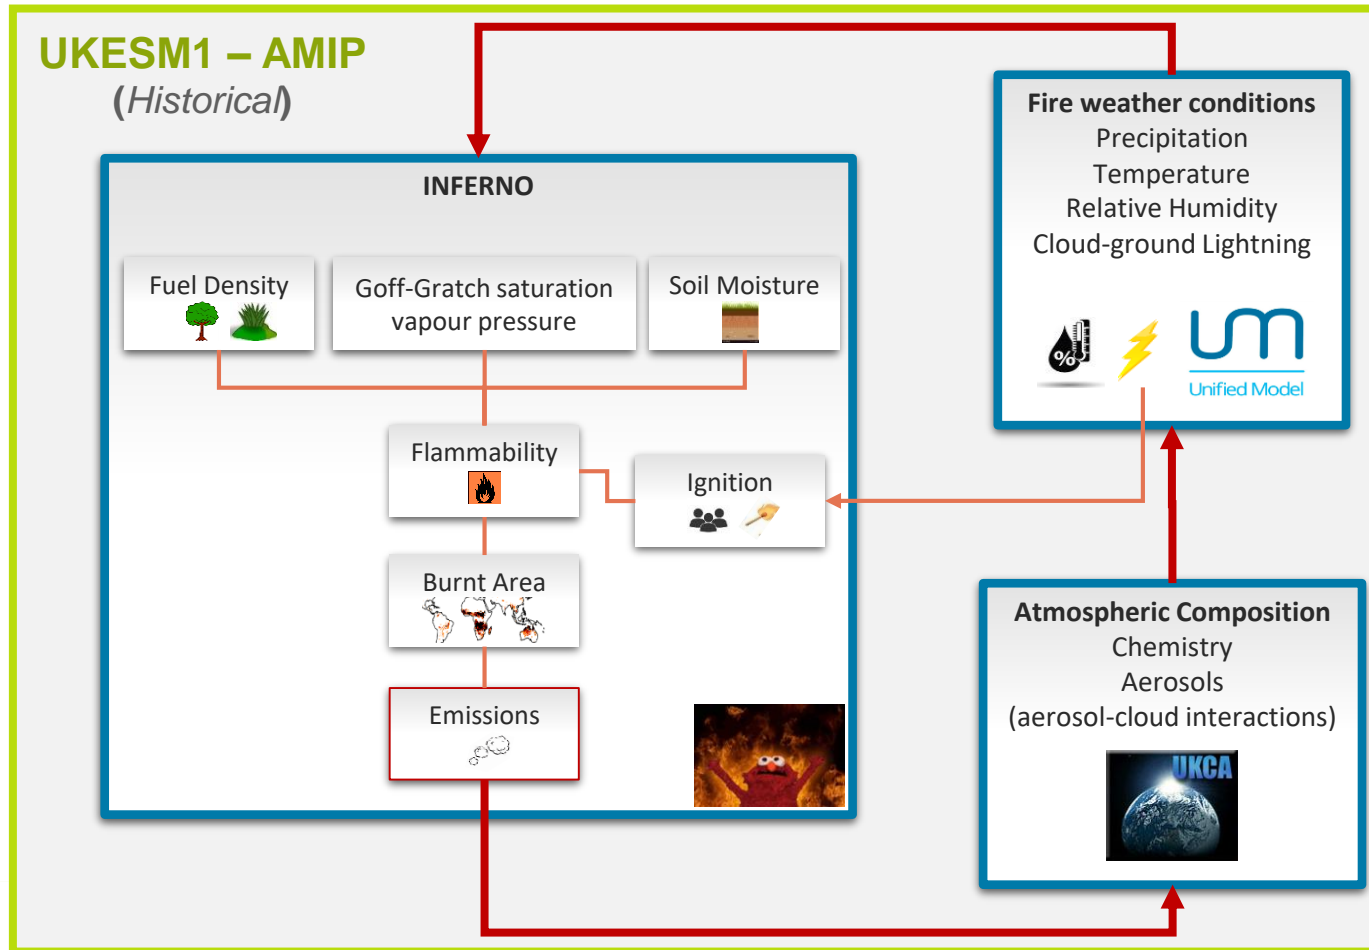 UKESM1 – AMIP
(Historical)
INFERNO
Fuel Density
Goff-Gratch saturation
vapour pressure
Soil Moisture
Flammability
Ignition
Burnt Area
Emissions
Fire weather conditions
Precipitation
Temperature
Relative Humidity
Cloud-ground Lightning
%
um
Unified Model
Atmospheric Composition
Chemistry
Aerosols
(aerosol-cloud interactions)
UKCA